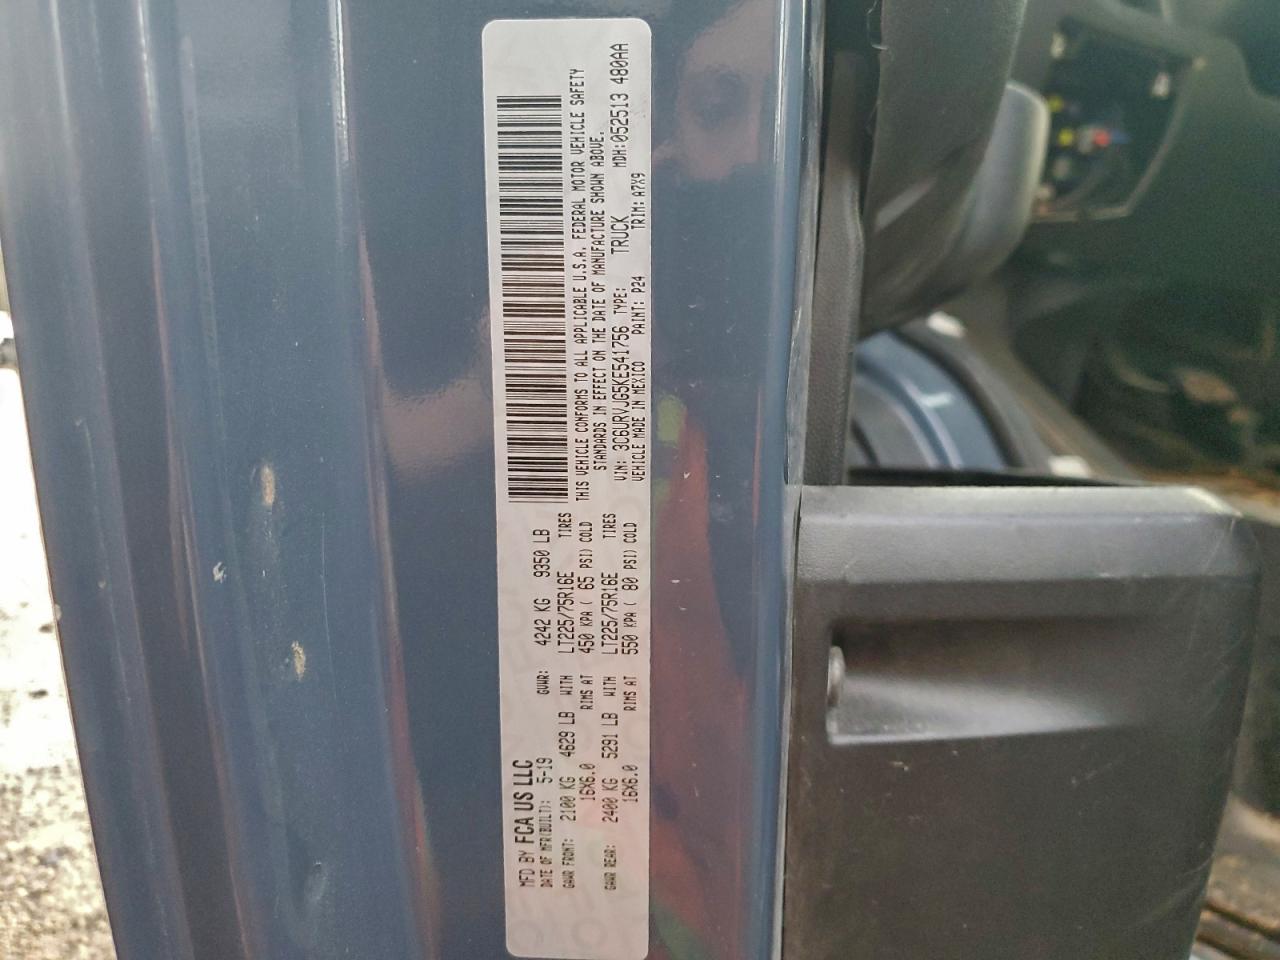 MFD BY FCA US LLC
DATE OF MFR(BUILT): 5-19 GVWR: 4242 KG 9350 LB
GAWR FRONT: 2100 KG 4629 LB WITH LT225/75R16E TIRES
16X6.0 RIMS AT 450 KPA ( 65 PSI) COLD
GAWR REAR: 2400 KG 5291 LB WITH LT225/75R16E TIRES
16X6.0 RIMS AT 550 KPA ( 80 PSI) COLD
THIS VEHICLE CONFORMS TO ALL APPLICABLE U.S.A. FEDERAL MOTOR VEHICLE SAFETY
STANDARDS IN EFFECT ON THE DATE OF MANUFACTURE SHOWN ABOVE.
VIN: 3C6URVJG5KE541756 TYPE: TRUCK MDH:052513 480AA
VEHICLE MADE IN MEXICO PAINT: P24 TRIM: A7X9